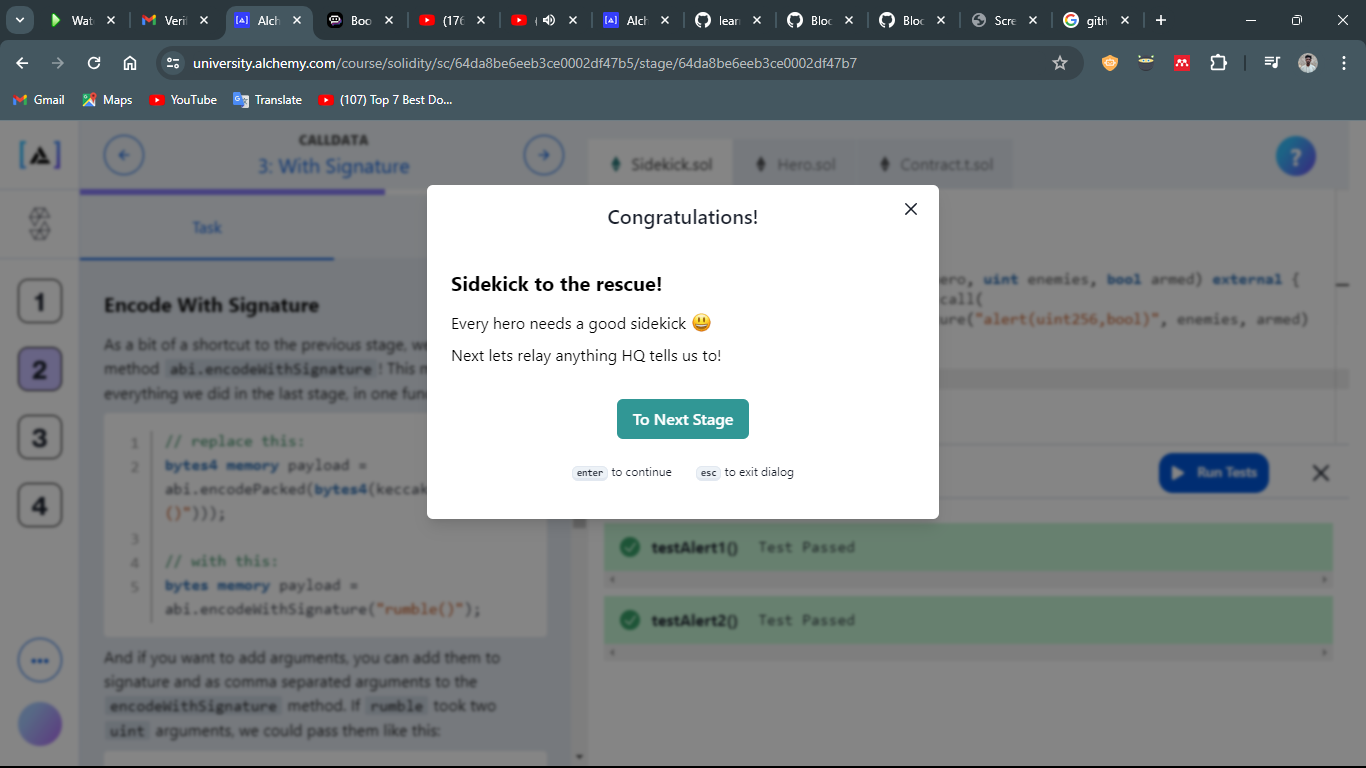 Wat
Veri
Alch
Boo
(176
(
Alch
lear
Bloc
Bloc
Scre
gith
university.alchemy.com/course/solidity/sc/64da8be6eeb3ce0002df47b5/stage/64da8be6eeb3ce0002df47b7
Gmail
Maps
YouTube
Translate
(107) Top 7 Best Do...
CALLDATA
3: With Signature
Sidekick.sol
Hero.sol
Contract.t.sol
?
Task
1
2
3
4
Encode With Signature
As a bit of a shortcut to the previous stage, we
method abi.encodeWithSignature! This
everything we did in the last stage, in one
1 // replace this:
2 bytes4 memory payload =
abi.encodePacked(bytes4(keccak
()")));
3
4 // with this:
5 bytes memory payload =
abi.encodeWithSignature("rumble()");
And if you want to add arguments, you can add them to
signature and as comma separated arguments to the
encodeWithSignature method. If rumble took two
uint arguments, we could pass them like this:
Congratulations!
Sidekick to the rescue!
Every hero needs a good sidekick 😃
Next lets relay anything HQ tells us to!
To Next Stage
enter to continue
esc to exit dialog
ero, uint enemies, bool armed) external {
call(
ure("alert(uint256,bool)", enemies, armed)
Run Tests
testAlert1() Test Passed
testAlert2() Test Passed